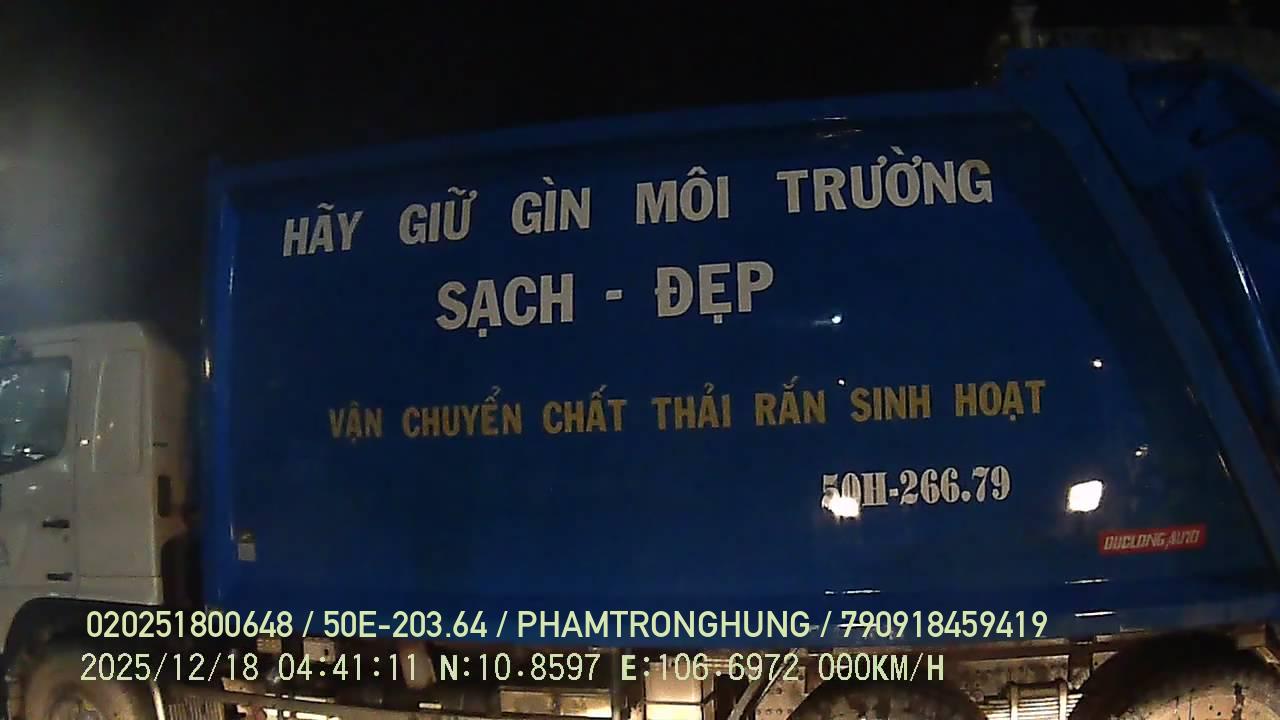 HÃY GIỮ GÌN MÔI TRƯỜNG
SẠCH - ĐẸP
VẬN CHUYỂN CHẤT THẢI RẮN SINH HOẠT
50H-266.79
DUCLONG AUTO
020251800648 / 50E-203.64 / PHAMTRONGHUNG / 790918459419
2025/12/18 04:41:11 N:10.8597 E:106.6972 000KM/H